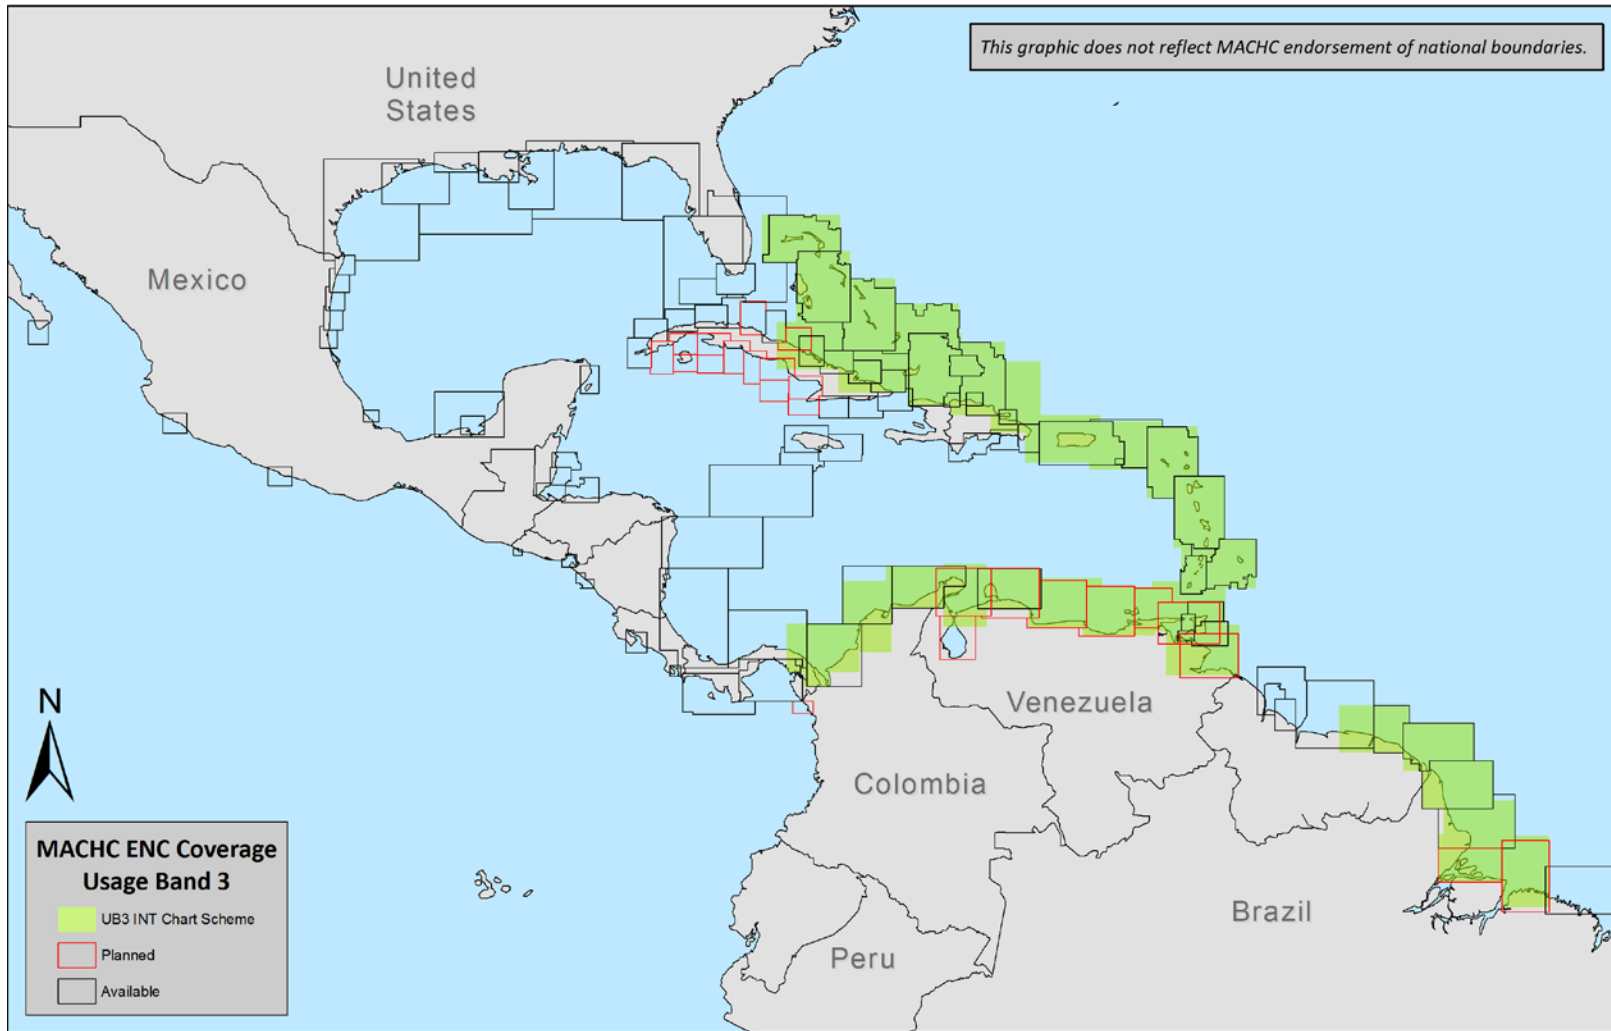 This graphic does not reflect MACHC endorsement of national boundaries.
United
States
Mexico
Venezuela
Colombia
Brazil
Peru
N
MACHC ENC Coverage
Usage Band 3
UB3 INT Chart Scheme
Planned
Available